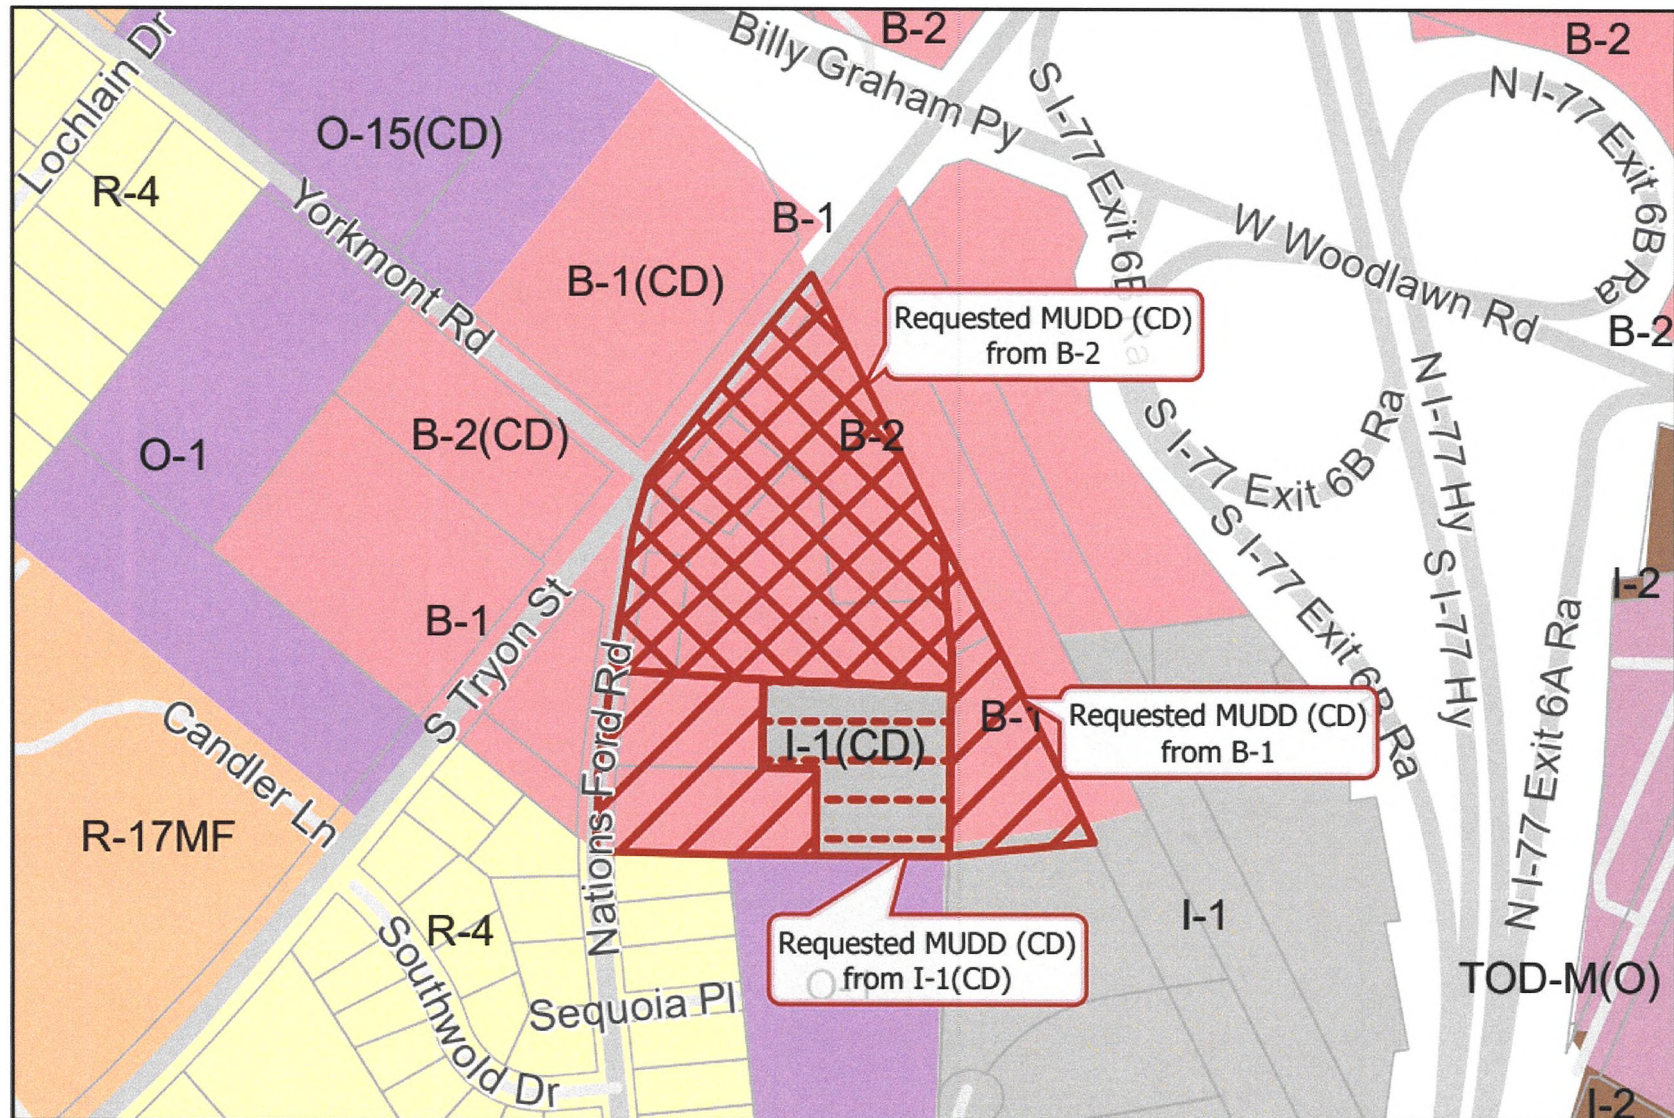 B-2
B-2
Billy Graham Py
Lochlain Dr
S I-77 Exit 6B Ra
N I-77 Exit 6B Ra
O-15(CD)
R-4
Yorkmont Rd
B-1
W Woodlawn Rd
B-1(CD)
Requested MUDD (CD)
from B-2
B-2
B-2
B-2(CD)
O-1
S I-77 Exit 6B Ra
N I-77 Hy
S I-77 Hy
S I-77 Exit 6B Ra
I-2
B-1
S Tryon St
Nations Ford Rd
N I-77 Exit 6A Ra
Candler Ln
I-1(CD)
B-1
Requested MUDD (CD)
from B-1
R-17MF
R-4
I-1
Southwold Dr
Requested MUDD (CD)
from I-1(CD)
TOD-M(O)
Sequoia Pl
I-2